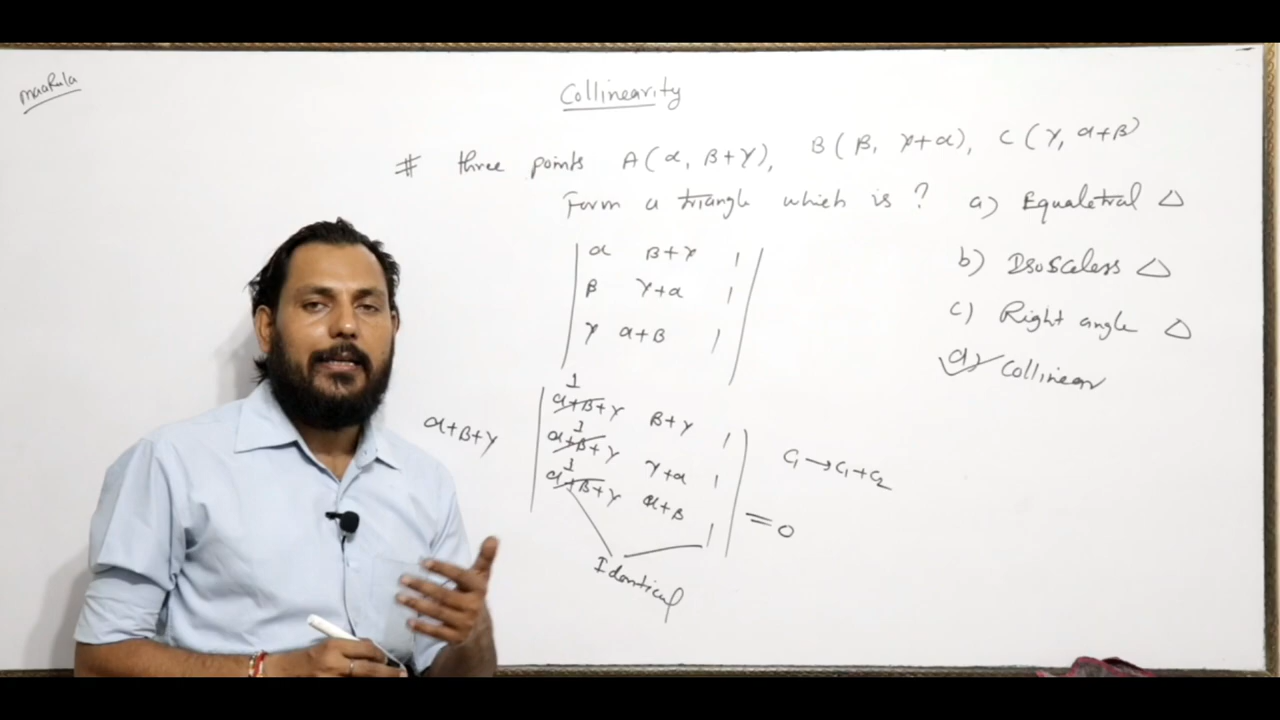 maaRula
Collinearity
# three points A(α, β+γ), B(β, γ+α), C(γ, α+β)
Form a triangle which is ? a) Equaletral △
b) Isosceless △
c) Right angle △
d) Collinear
| α β+γ 1 |
| β γ+α 1 |
| γ α+β 1 |
1
α+β+γ β+γ 1
1
α+β+γ α+β+γ γ+α 1 C₁→C₁+C₂
1
α+β+γ α+β 1 = 0
Identical